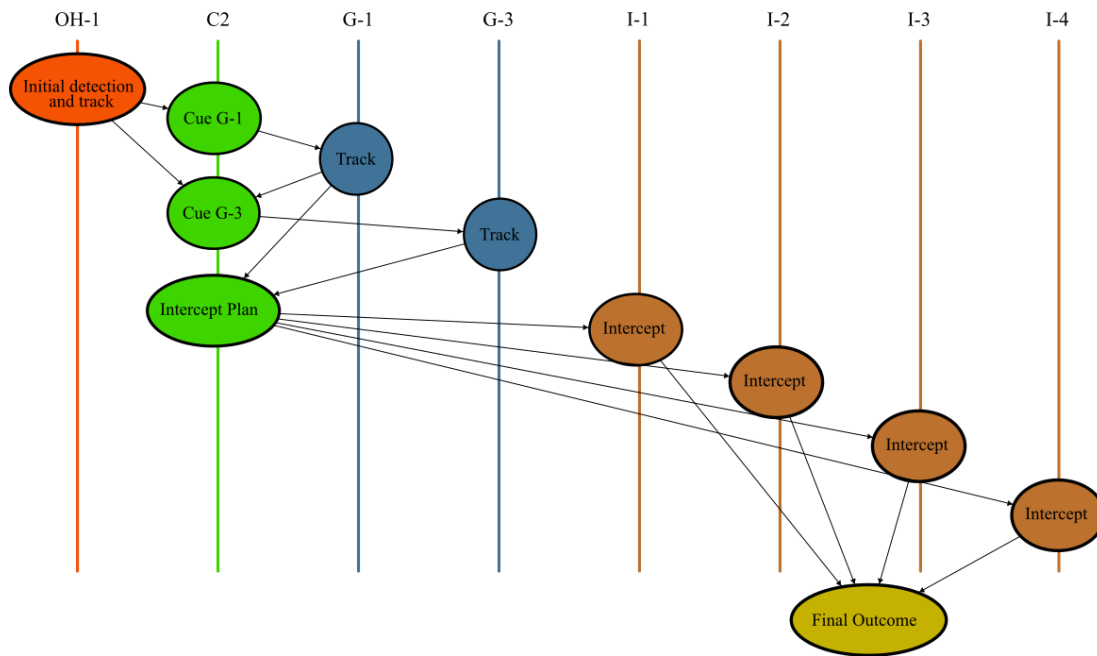 OH-1 C2 G-1 G-3 I-1 I-2 I-3 I-4
Initial detection
and track
Cue G-1
Track
Cue G-3
Track
Intercept Plan
Intercept
Intercept
Intercept
Intercept
Final Outcome